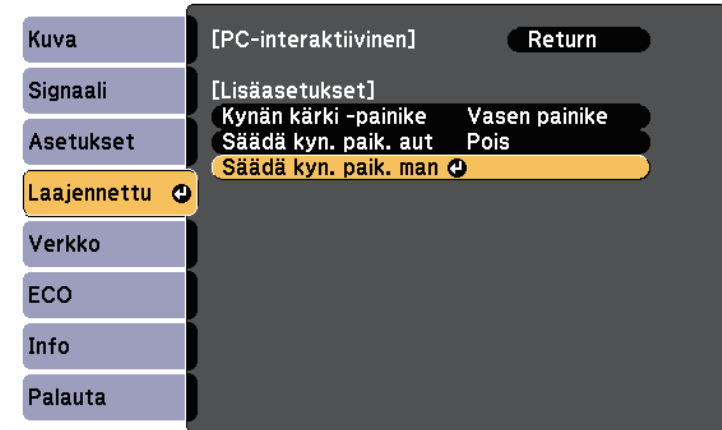 Kuva
Signaali
Asetukset
Laajennettu
Verkko
ECO
Info
Palauta
[PC-interaktiivinen] Return
[Lisäasetukset]
Kynän kärki -painike Vasen painike
Säädä kyn. paik. aut Pois
Säädä kyn. paik. man